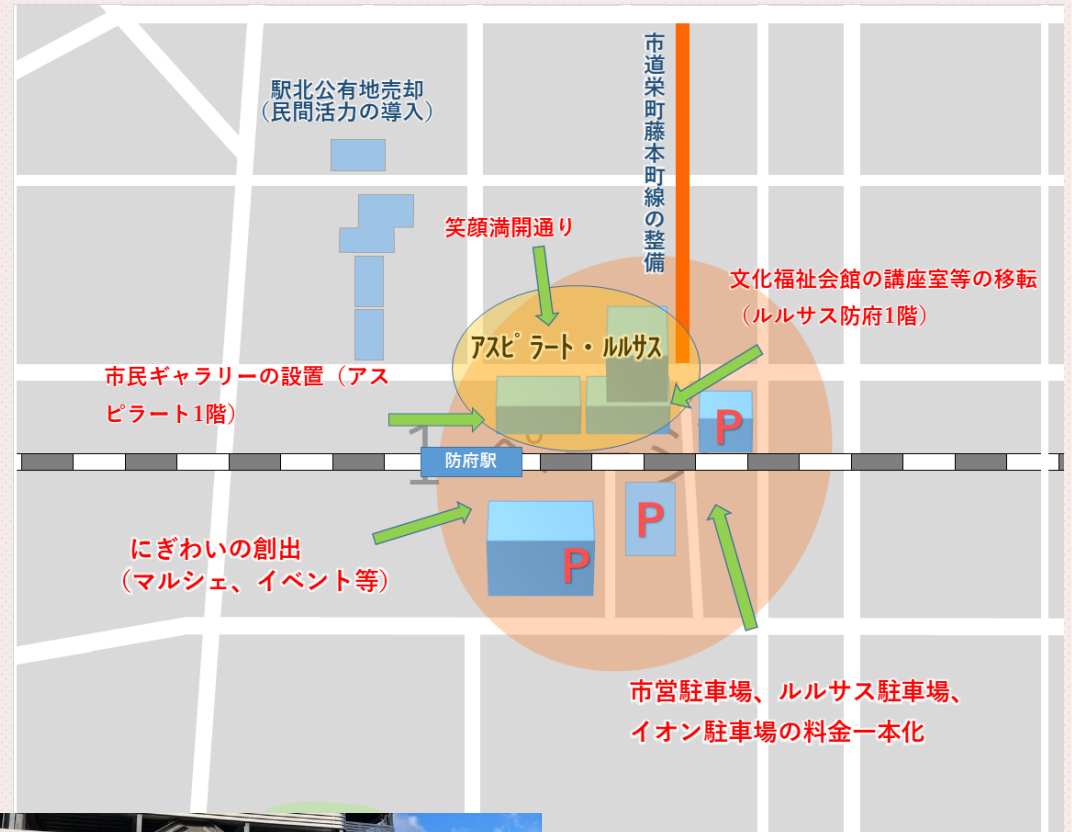 駅北公有地売却
（民間活力の導入）
市道栄町藤本町線の整備
笑顔満開通り
文化福祉会館の講座室等の移転
（ルルサス防府1階）
アスピラート・ルルサス
市民ギャラリーの設置（アス
ピラート1階）
P
防府駅
P
P
にぎわいの創出
（マルシェ、イベント等）
市営駐車場、ルルサス駐車場、
イオン駐車場の料金一本化